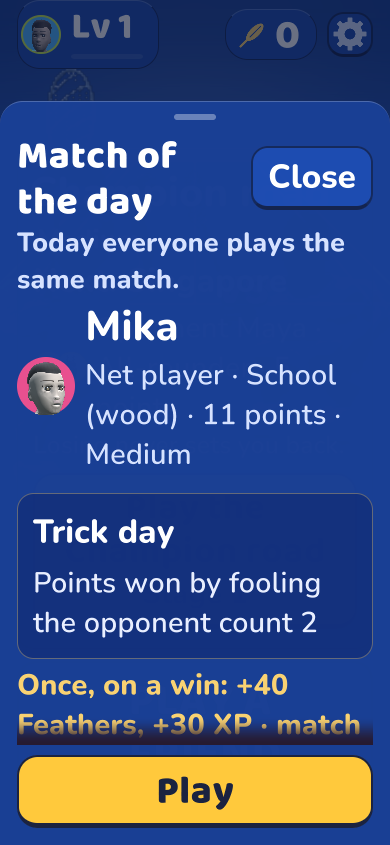 Lv 1
0
Match of
the day
Close
Today everyone plays the
same match.
Mika
Net player · School
(wood) · 11 points ·
Medium
Trick day
Points won by fooling
the opponent count 2
Once, on a win: +40
Feathers, +30 XP · match
Play